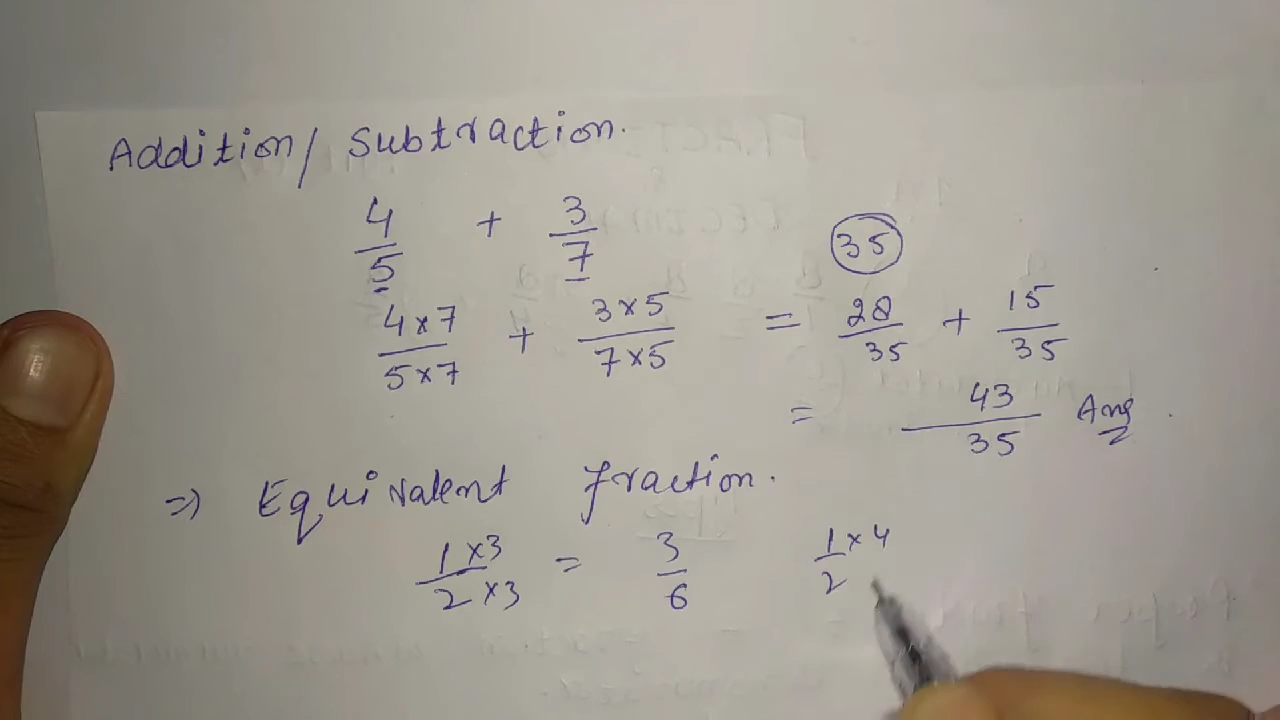 Addition/ Subtraction.
4/5 + 3/7
35
4×7/5×7 + 3×5/7×5 = 28/35 + 15/35
= 43/35 Ans
=> Equivalent fraction.
1×3/2×3 = 3/6 1×4/2